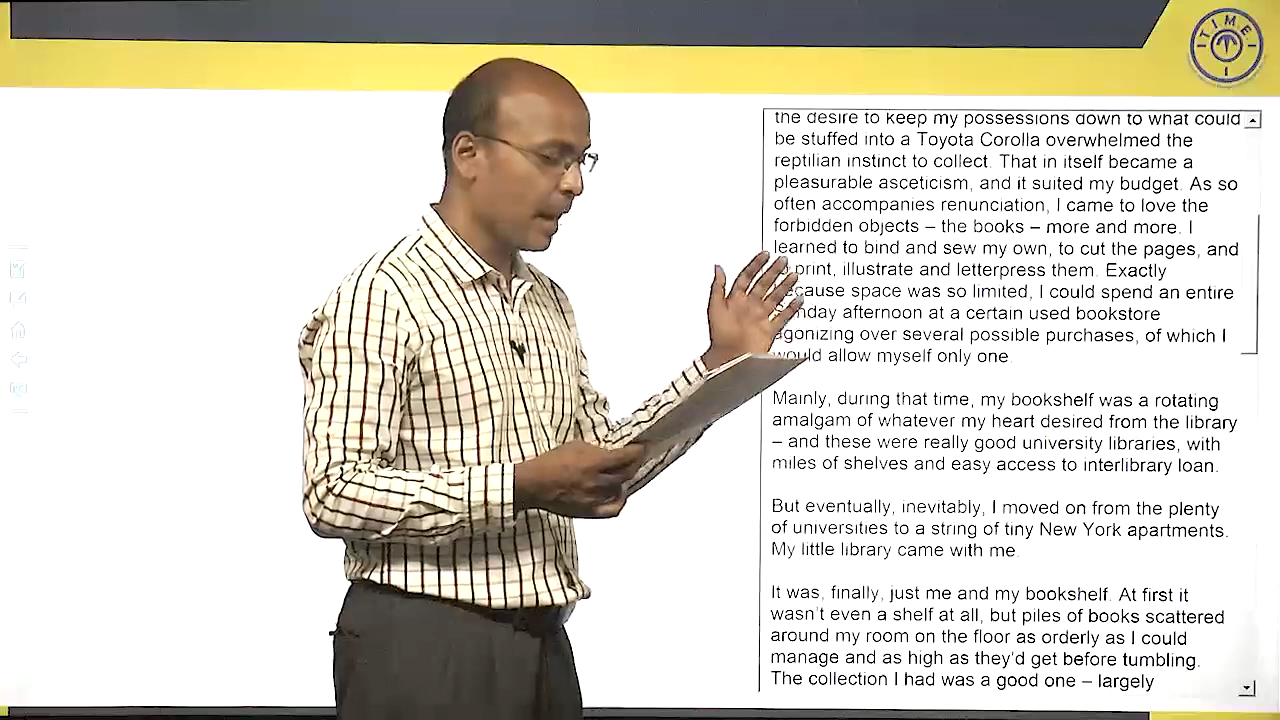 T.I.M.E.
the desire to keep my possessions down to what could
be stuffed into a Toyota Corolla overwhelmed the
reptilian instinct to collect. That in itself became a
pleasurable asceticism, and it suited my budget. As so
often accompanies renunciation, I came to love the
forbidden objects – the books – more and more. I
learned to bind and sew my own, to cut the pages, and
print, illustrate and letterpress them. Exactly
space was so limited, I could spend an entire
afternoon at a certain used bookstore
agonizing over several possible purchases, of which I
would allow myself only one.
Mainly, during that time, my bookshelf was a rotating
amalgam of whatever my heart desired from the library
– and these were really good university libraries, with
miles of shelves and easy access to interlibrary loan.
But eventually, inevitably, I moved on from the plenty
of universities to a string of tiny New York apartments.
My little library came with me.
It was, finally, just me and my bookshelf. At first it
wasn't even a shelf at all, but piles of books scattered
around my room on the floor as orderly as I could
manage and as high as they'd get before tumbling.
The collection I had was a good one – largely